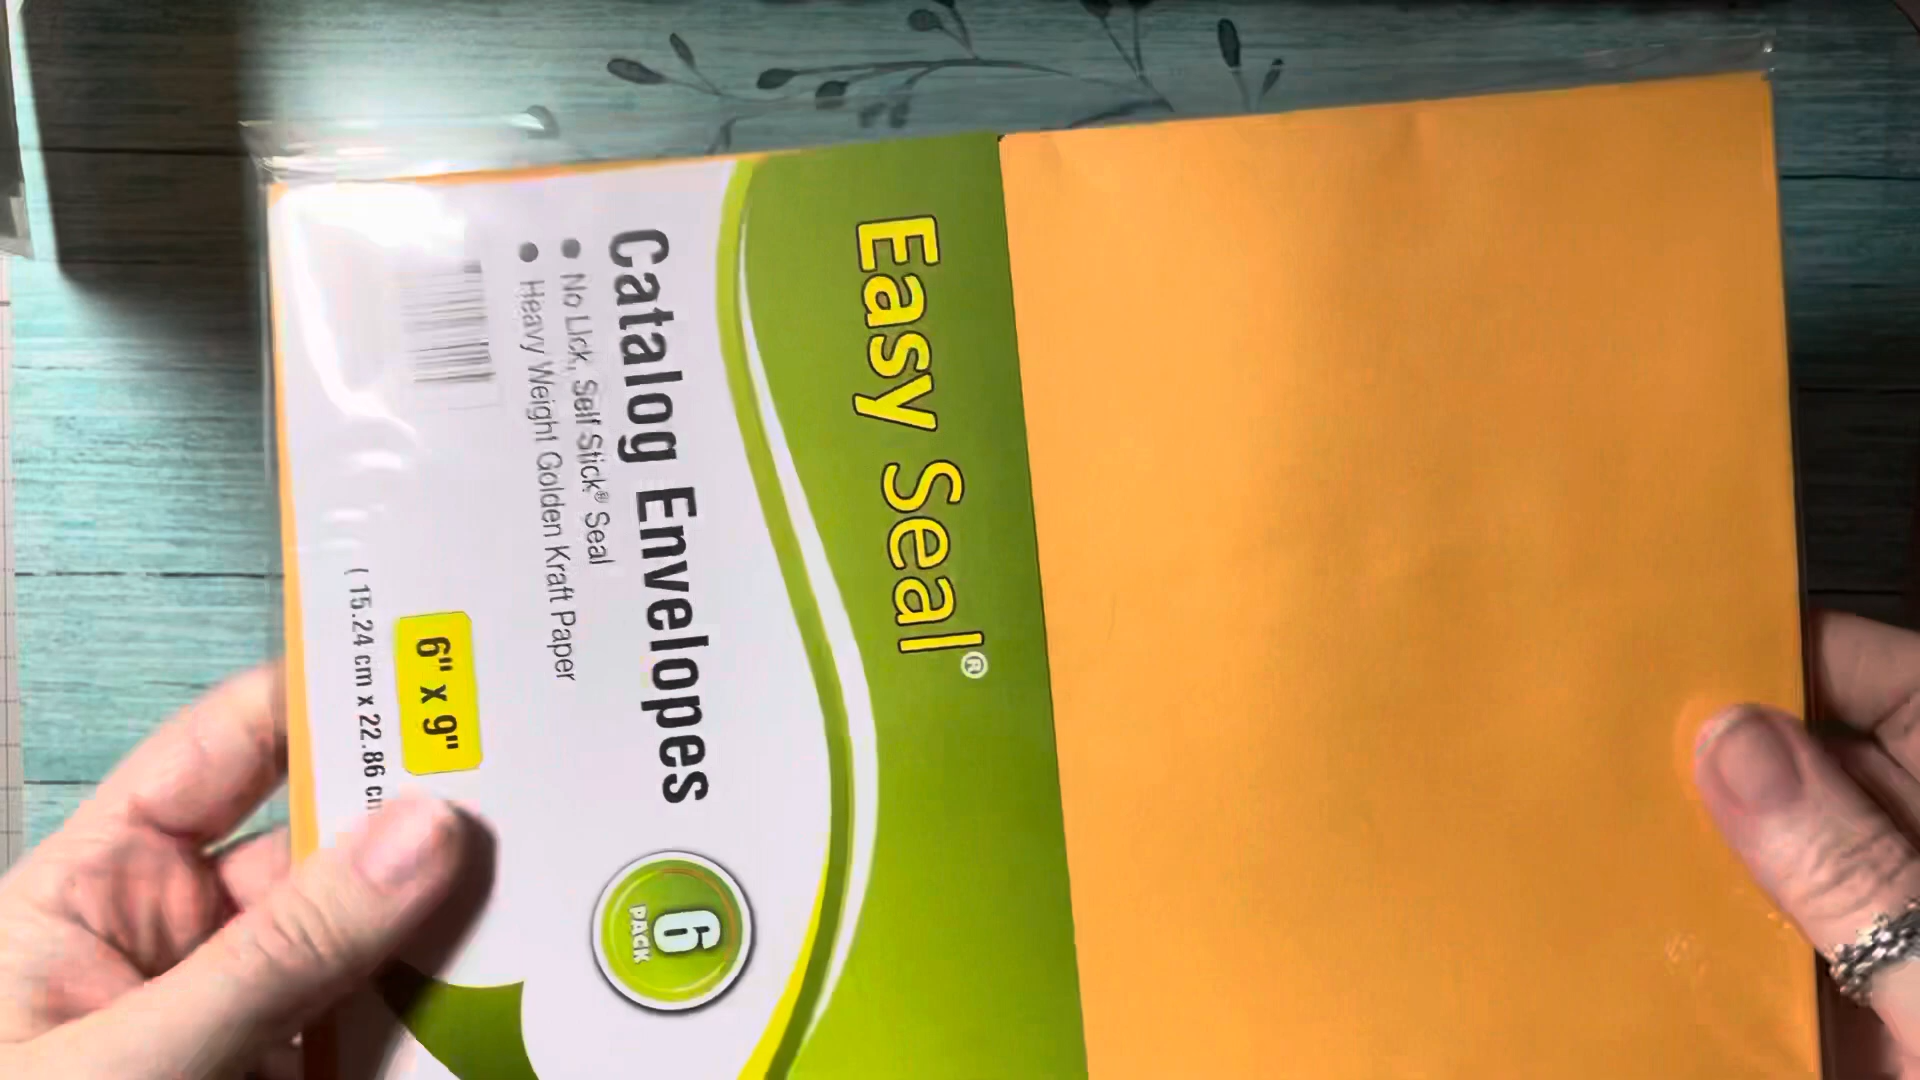 Easy Seal®
Catalog Envelopes
● No Lick, Self Stick® Seal
● Heavy Weight Golden Kraft Paper
6" x 9"
( 15.24 cm x 22.86
6
PACK